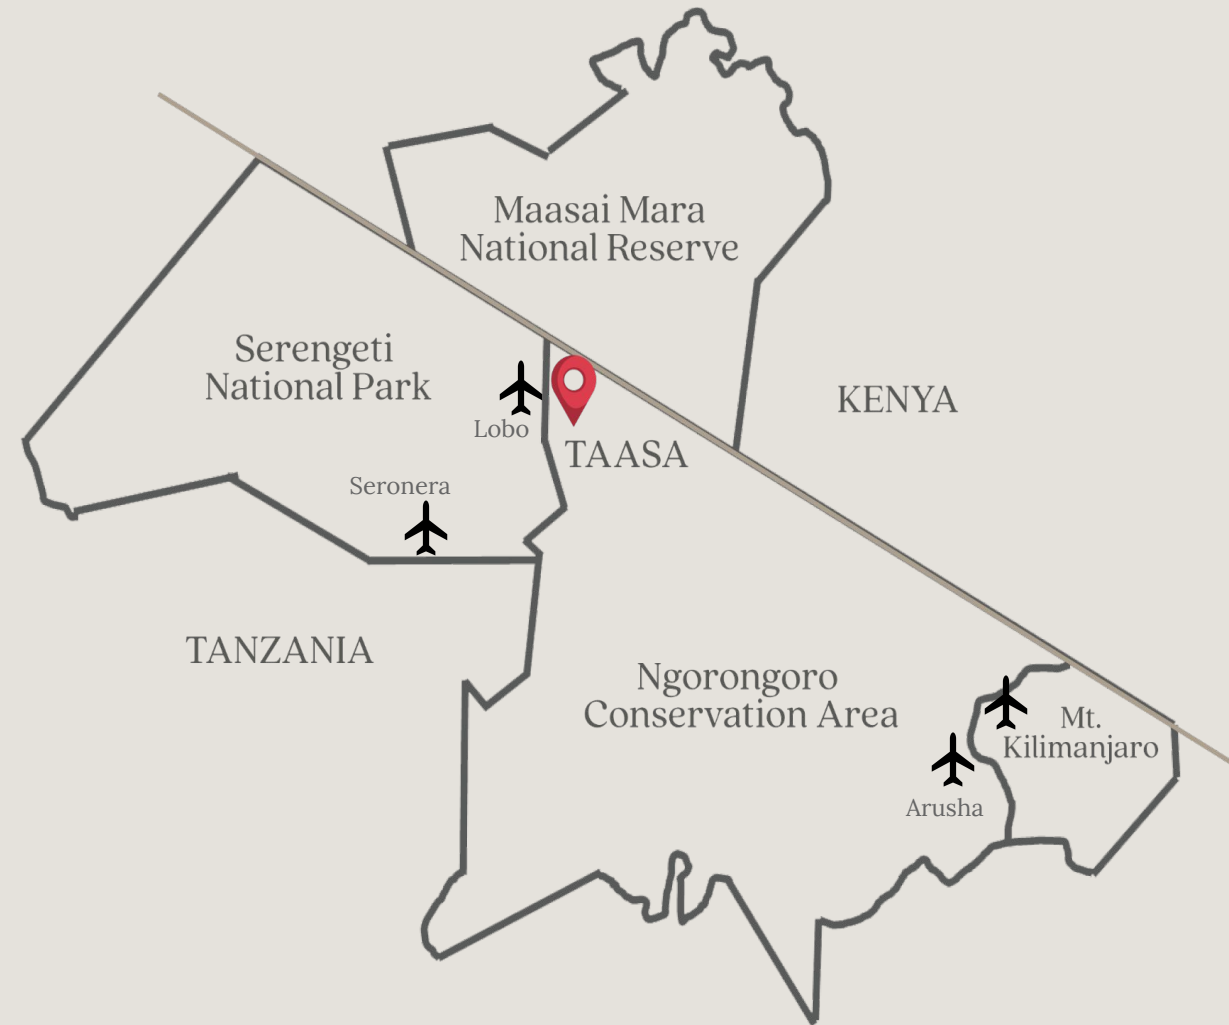 Maasai Mara
National Reserve
Serengeti
National Park
KENYA
Lobo
TAASA
Seronera
TANZANIA
Ngorongoro
Conservation Area
Mt.
Kilimanjaro
Arusha